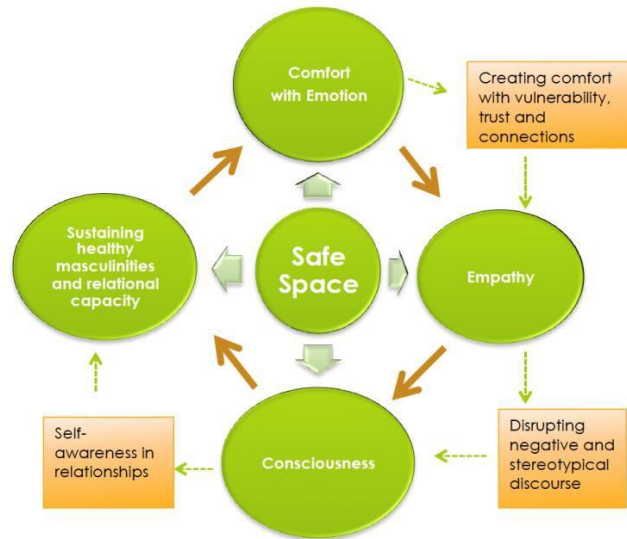 Comfort
with Emotion
Creating comfort
with vulnerability,
trust and
connections
Sustaining
healthy
masculinities
and relational
capacity
Safe
Space
Empathy
Self-
awareness in
relationships
Consciousness
Disrupting
negative and
stereotypical
discourse